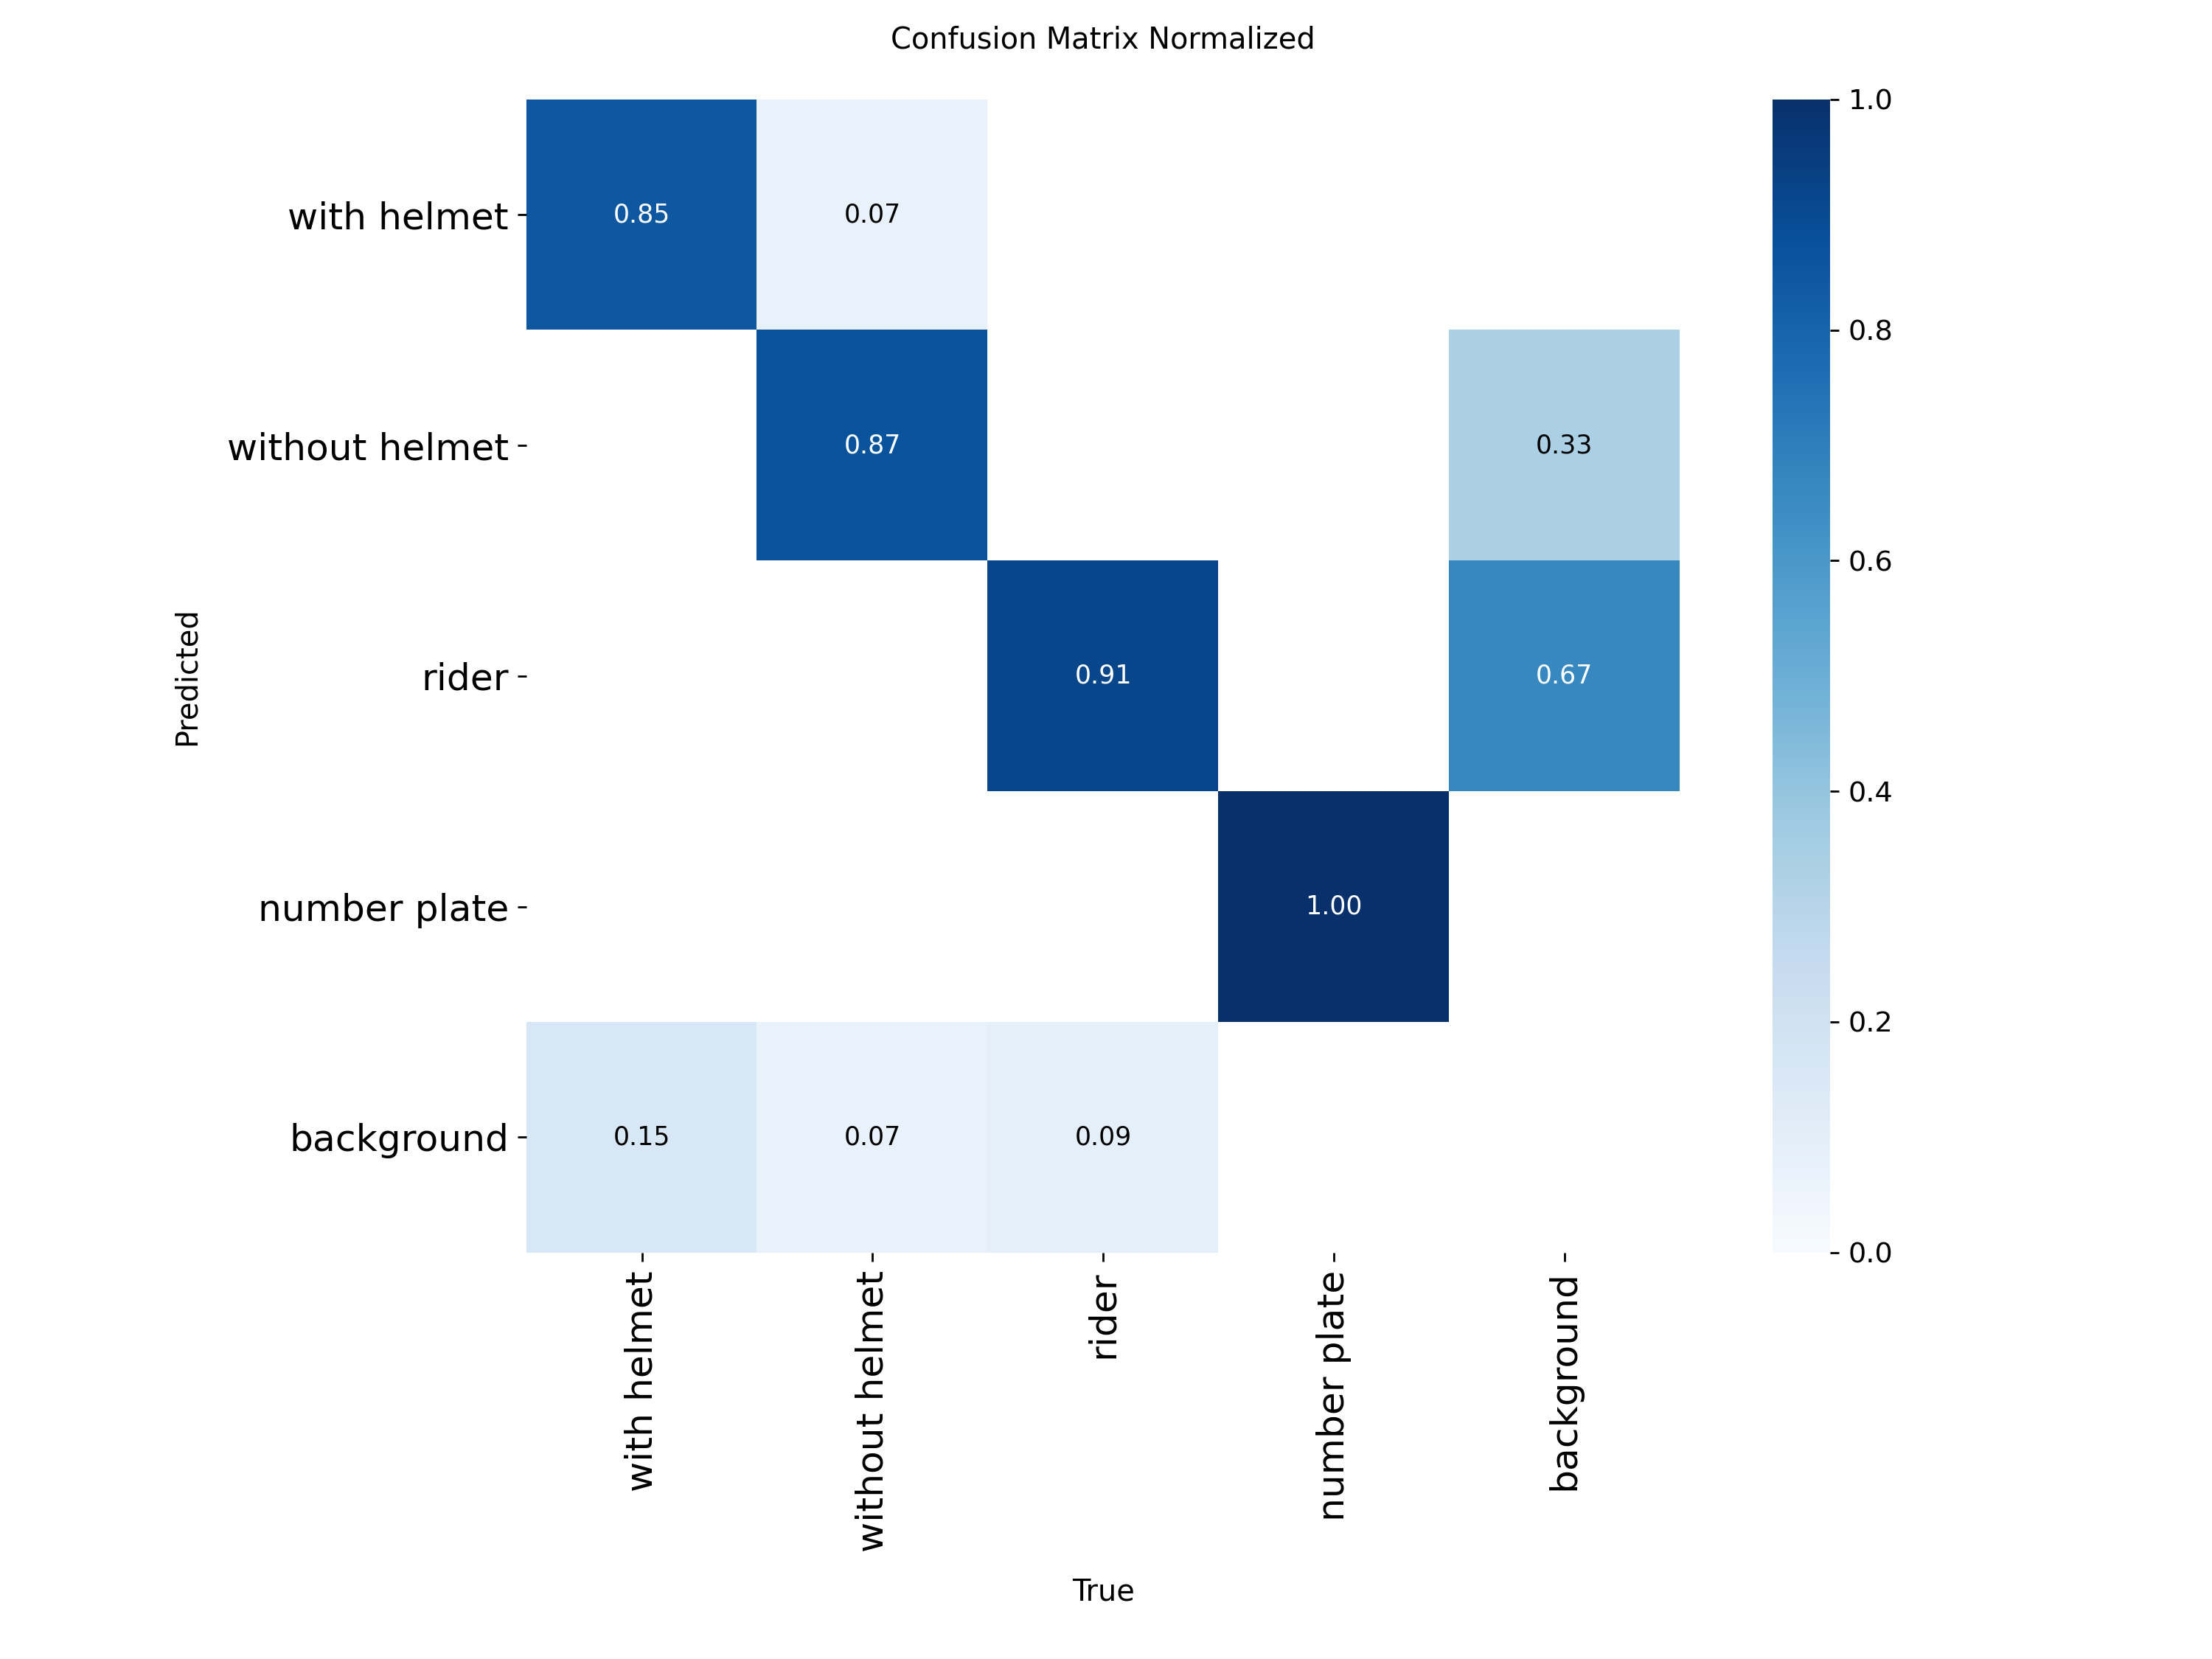 Confusion Matrix Normalized
with helmet
0.85
0.07
without helmet
0.87
0.33
rider
0.91
0.67
number plate
1.00
background
0.15
0.07
0.09
Predicted
with helmet
without helmet
rider
number plate
background
True
1.0
0.8
0.6
0.4
0.2
0.0